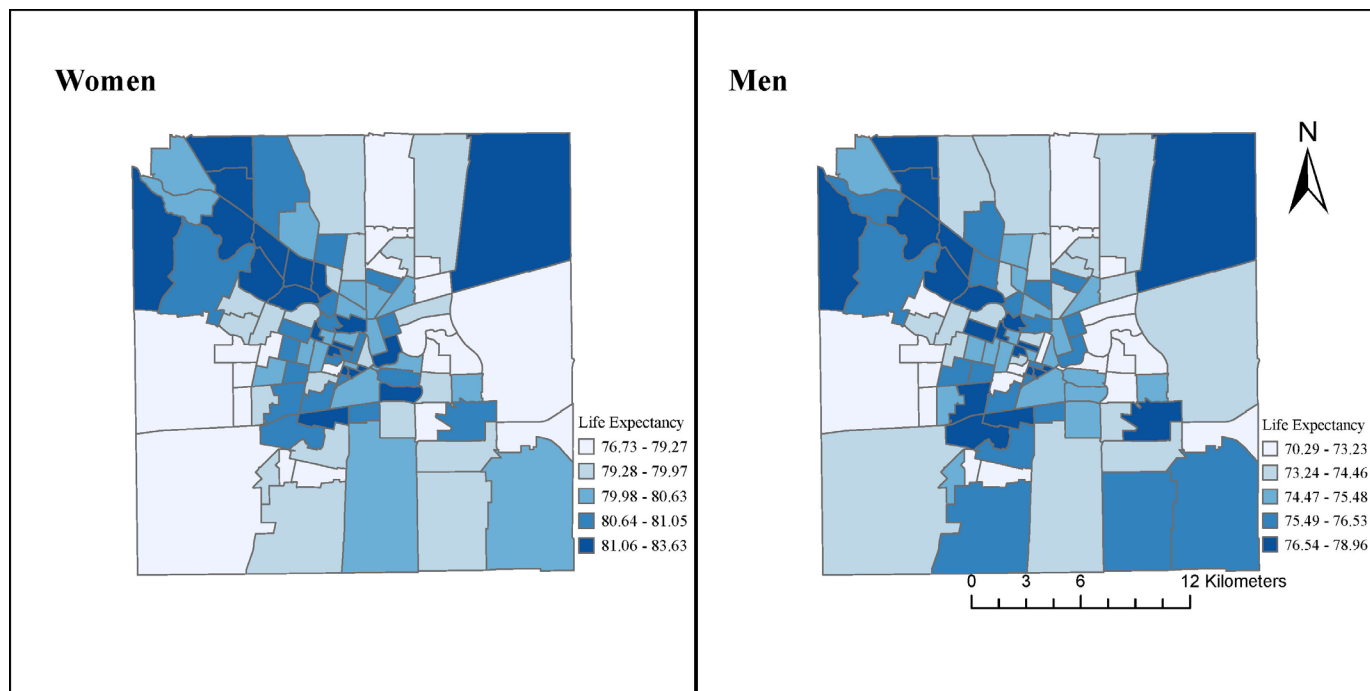 Women
Life Expectancy
76.73 - 79.27
79.28 - 79.97
79.98 - 80.63
80.64 - 81.05
81.06 - 83.63
Men
N
Life Expectancy
70.29 - 73.23
73.24 - 74.46
74.47 - 75.48
75.49 - 76.53
76.54 - 78.96
0 3 6 12 Kilometers